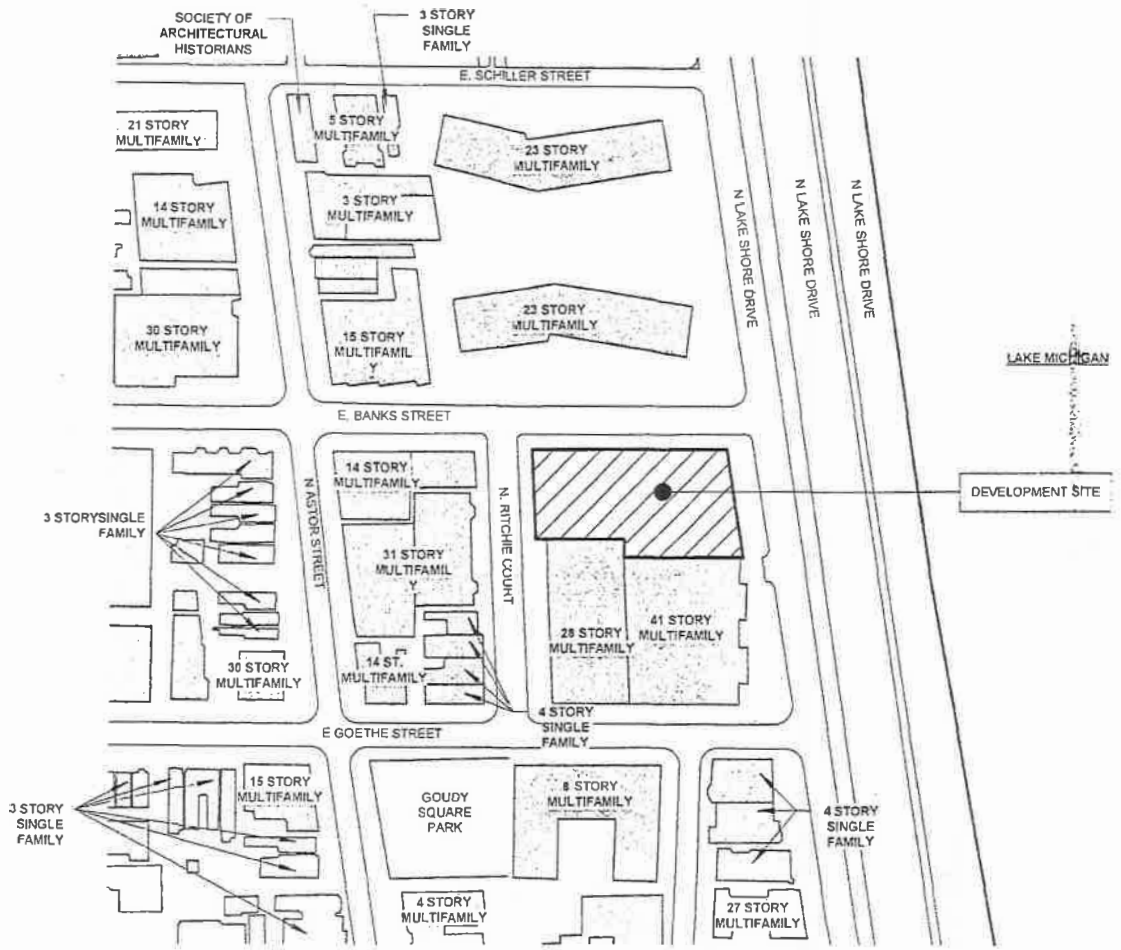 SOCIETY OF
ARCHITECTURAL
HISTORIANS
3 STORY
SINGLE
FAMILY
E. SCHILLER STREET
21 STORY
MULTIFAMILY
5 STORY
MULTIFAMILY
23 STORY
MULTIFAMILY
14 STORY
MULTIFAMILY
3 STORY
MULTIFAMILY
N LAKE SHORE DRIVE
N LAKE SHORE DRIVE
N LAKE SHORE DRIVE
30 STORY
MULTIFAMILY
15 STORY
MULTIFAMIL
Y
23 STORY
MULTIFAMILY
LAKE MICHIGAN
E. BANKS STREET
14 STORY
MULTIFAMILY
N ASTOR STREET
N. RITCHIE COURT
DEVELOPMENT SITE
3 STORYSINGLE
FAMILY
31 STORY
MULTIFAMIL
Y
28 STORY
MULTIFAMILY
41 STORY
MULTIFAMILY
30 STORY
MULTIFAMILY
14 ST.
MULTIFAMILY
4 STORY
SINGLE
FAMILY
E GOETHE STREET
3 STORY
SINGLE
FAMILY
15 STORY
MULTIFAMILY
GOUDY
SQUARE
PARK
8 STORY
MULTIFAMILY
4 STORY
SINGLE
FAMILY
4 STORY
MULTIFAMILY
27 STORY
MULTIFAMILY